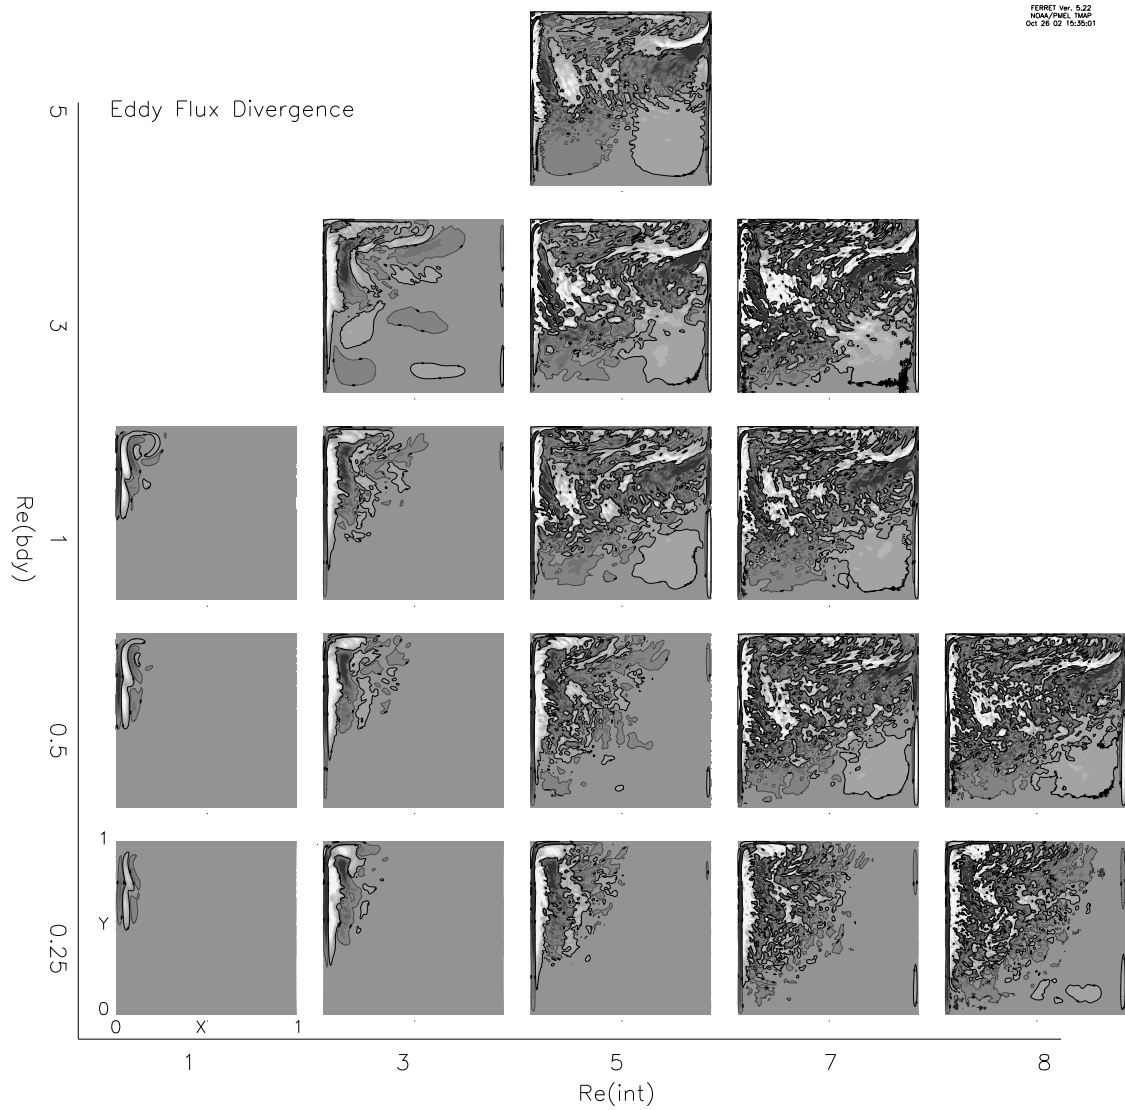 FERRET Ver. 5.22
NOAA/PMEL TMAP
Oct 26 02 15:35:01
Eddy Flux Divergence
5
3
1
0.5
0.25
Re(bdy)
1
Y
0
0 X 1
1 3 5 7 8
Re(int)